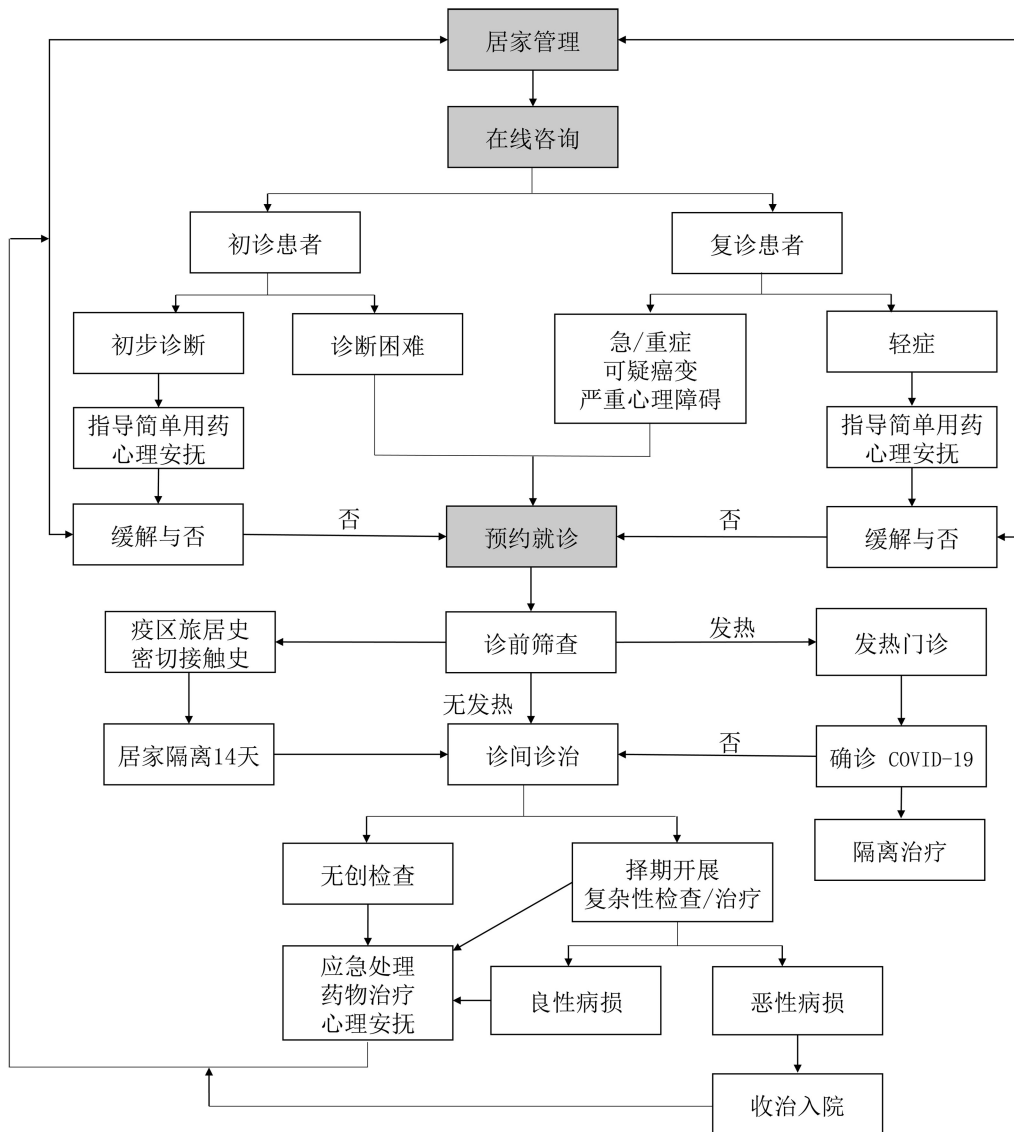 居家管理
在线咨询
初诊患者
复诊患者
初步诊断
诊断困难
急/重症
可疑癌变
严重心理障碍
轻症
指导简单用药
心理安抚
指导简单用药
心理安抚
缓解与否
否
预约就诊
否
缓解与否
疫区旅居史
密切接触史
诊前筛查
发热
发热门诊
无发热
居家隔离14天
诊间诊治
否
确诊 COVID-19
隔离治疗
无创检查
择期开展
复杂性检查/治疗
应急处理
药物治疗
心理安抚
良性病损
恶性病损
收治入院